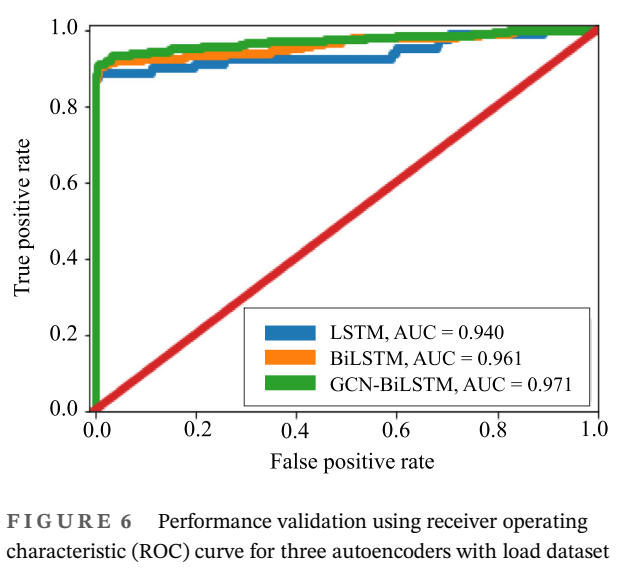 1.0
0.8
0.6
0.4
0.2
0.0
True positive rate
LSTM, AUC = 0.940
BiLSTM, AUC = 0.961
GCN-BiLSTM, AUC = 0.971
0.0 0.2 0.4 0.6 0.8 1.0
False positive rate
FIGURE 6 Performance validation using receiver operating
characteristic (ROC) curve for three autoencoders with load dataset